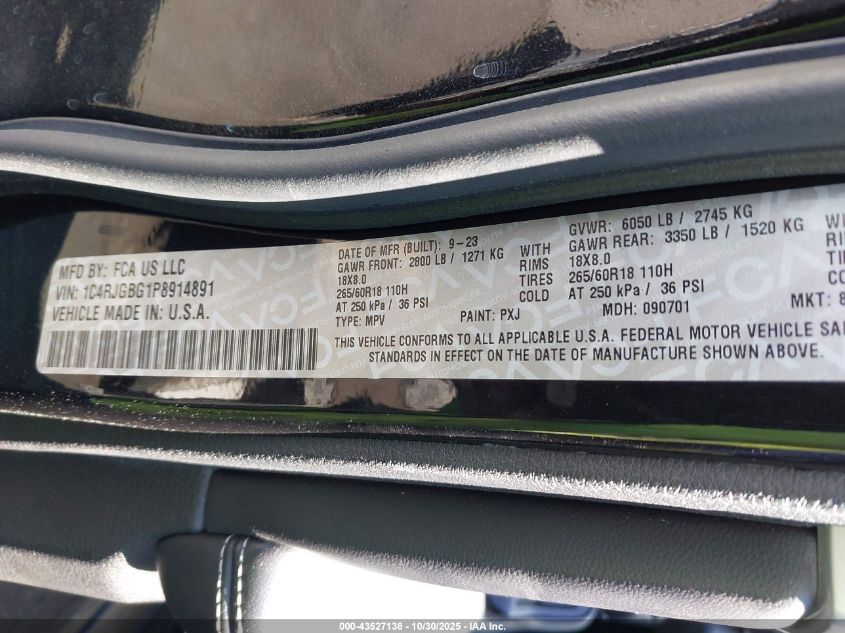 MFD BY: FCA US LLC
VIN: 1C4RJGBG1P8914891
VEHICLE MADE IN: U.S.A.
DATE OF MFR (BUILT): 9-23
GAWR FRONT: 2800 LB / 1271 KG WITH
18X8.0 RIMS
265/60R18 110H TIRES
AT 250 kPa / 36 PSI COLD
TYPE: MPV PAINT: PXJ
GVWR: 6050 LB / 2745 KG
GAWR REAR: 3350 LB / 1520 KG
18X8.0
265/60R18 110H
AT 250 kPa / 36 PSI
MDH: 090701 MKT: 8
THIS VEHICLE CONFORMS TO ALL APPLICABLE U.S.A. FEDERAL MOTOR VEHICLE SA
STANDARDS IN EFFECT ON THE DATE OF MANUFACTURE SHOWN ABOVE.
000-43527138 - 10/30/2025 - IAA, Inc.